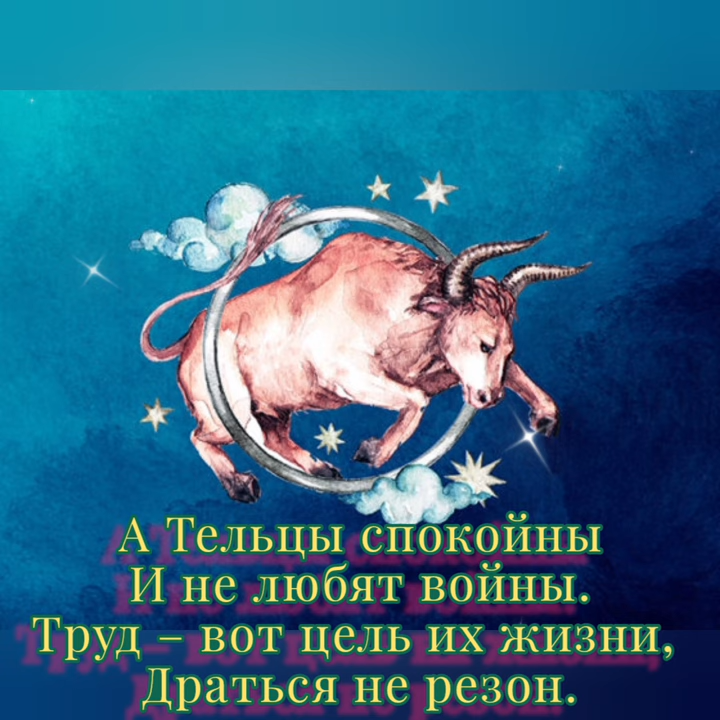 А Тельцы спокойны
И не любят войны.
Труд – вот цель их жизни,
Драться не резон.